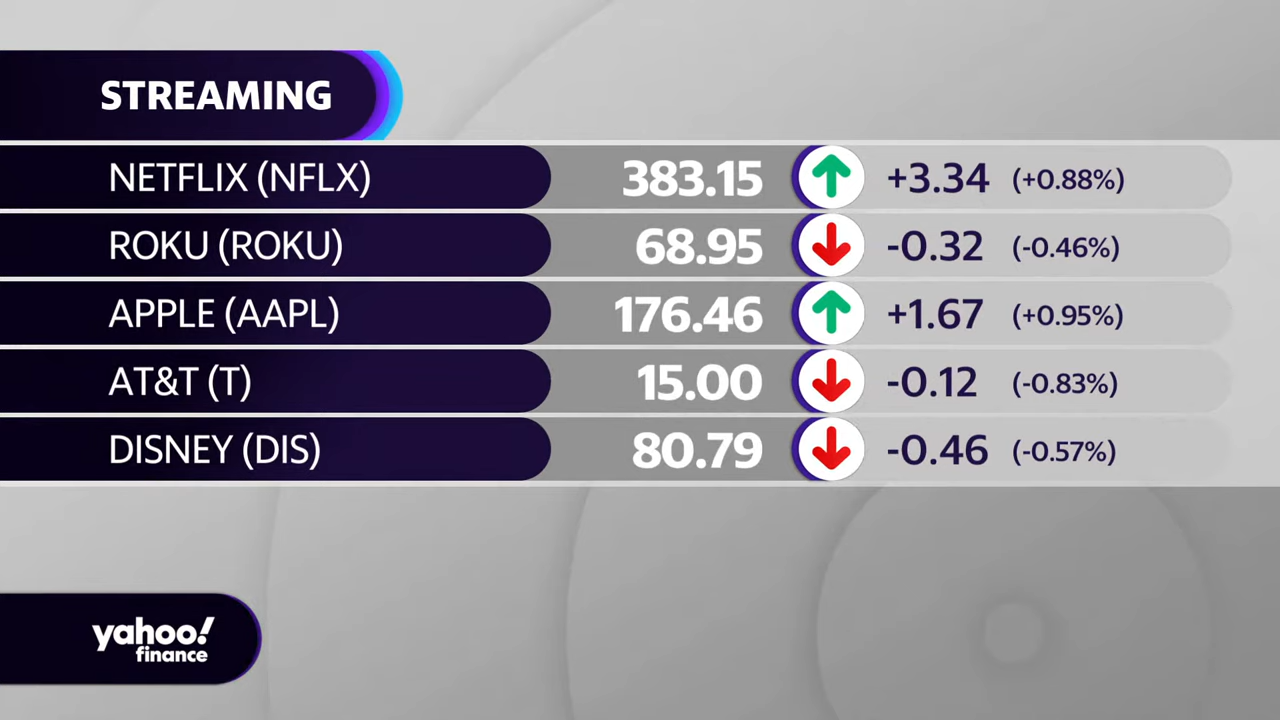 STREAMING
NETFLIX (NFLX) 383.15 +3.34 (+0.88%)
ROKU (ROKU) 68.95 -0.32 (-0.46%)
APPLE (AAPL) 176.46 +1.67 (+0.95%)
AT&T (T) 15.00 -0.12 (-0.83%)
DISNEY (DIS) 80.79 -0.46 (-0.57%)
yahoo!
finance